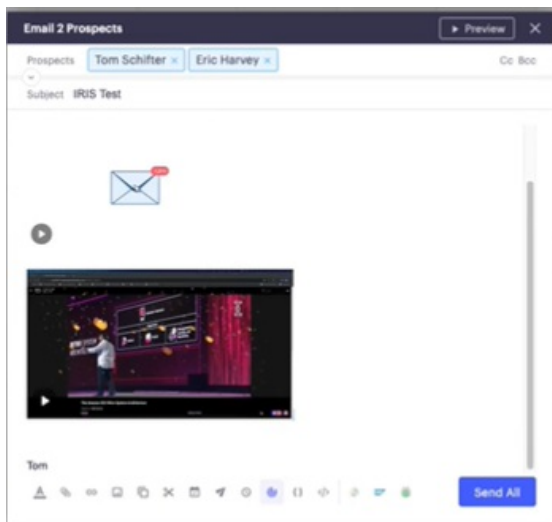 Email 2 Prospects
Preview
Prospects Tom Schifter × Eric Harvey × Cc Bcc
Subject IRIS Test
Tom
Send All